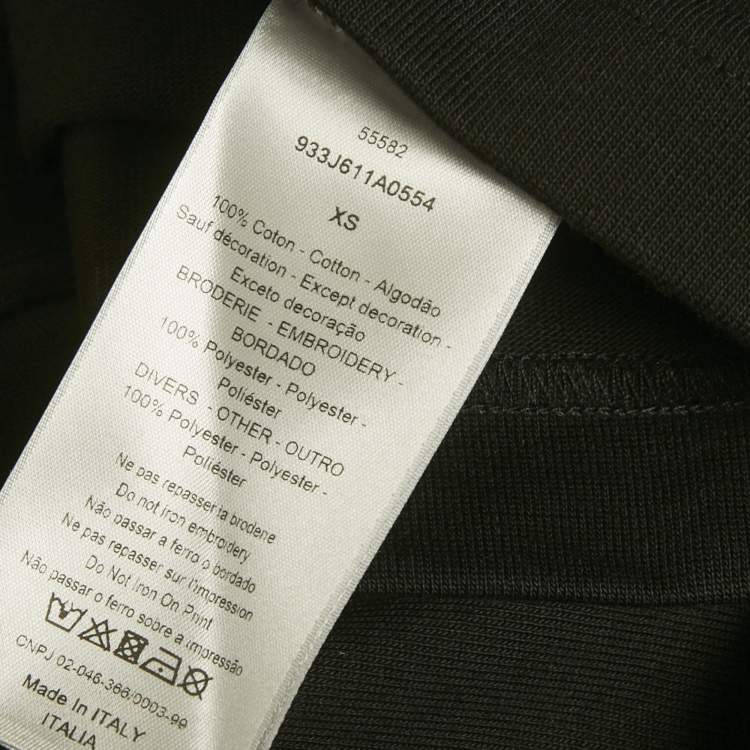 55582
933J611A0554
XS
100% Coton - Cotton - Algodão
Sauf décoration - Except decoration -
Exceto decoração
BRODERIE - EMBROIDERY -
BORDADO
100% Polyester - Polyester -
Poliéster
DIVERS - OTHER - OUTRO
100% Polyester - Polyester -
Poliéster
Ne pas repasser la broderie
Do not iron embroidery
Não passar a ferro o bordado
Ne pas repasser sur l'impression
Do Not Iron On Print
Não passar o ferro sobre a impressão
CNPJ 02-046-366/0003-99
Made In ITALY
ITALIA